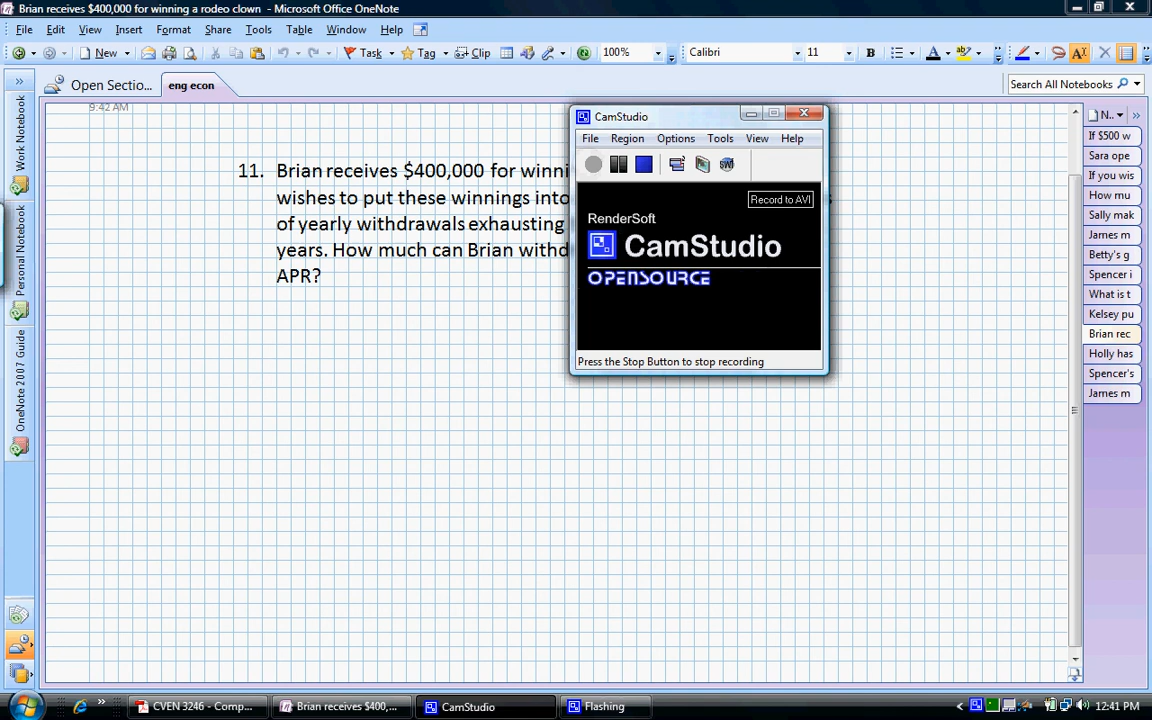 Brian receives $400,000 for winning a rodeo clown - Microsoft Office OneNote
File Edit View Insert Format Share Tools Table Window Help
New Task Tag Clip 100% Calibri 11 B A
Open Sectio... eng econ Search All Notebooks
9:42 AM
Work Notebook
Personal Notebook
OneNote 2007 Guide
11. Brian receives $400,000 for winni
wishes to put these winnings into
of yearly withdrawals exhausting
years. How much can Brian withd
APR?
CamStudio
File Region Options Tools View Help
Record to AVI
RenderSoft
CamStudio
OPENSOURCE
Press the Stop Button to stop recording
N..
If $500 w
Sara ope
If you wis
How mu
Sally mak
James m
Betty's g
Spencer i
What is t
Kelsey pu
Brian rec
Holly has
Spencer's
James m
CVEN 3246 - Comp... Brian receives $400,... CamStudio Flashing 12:41 PM